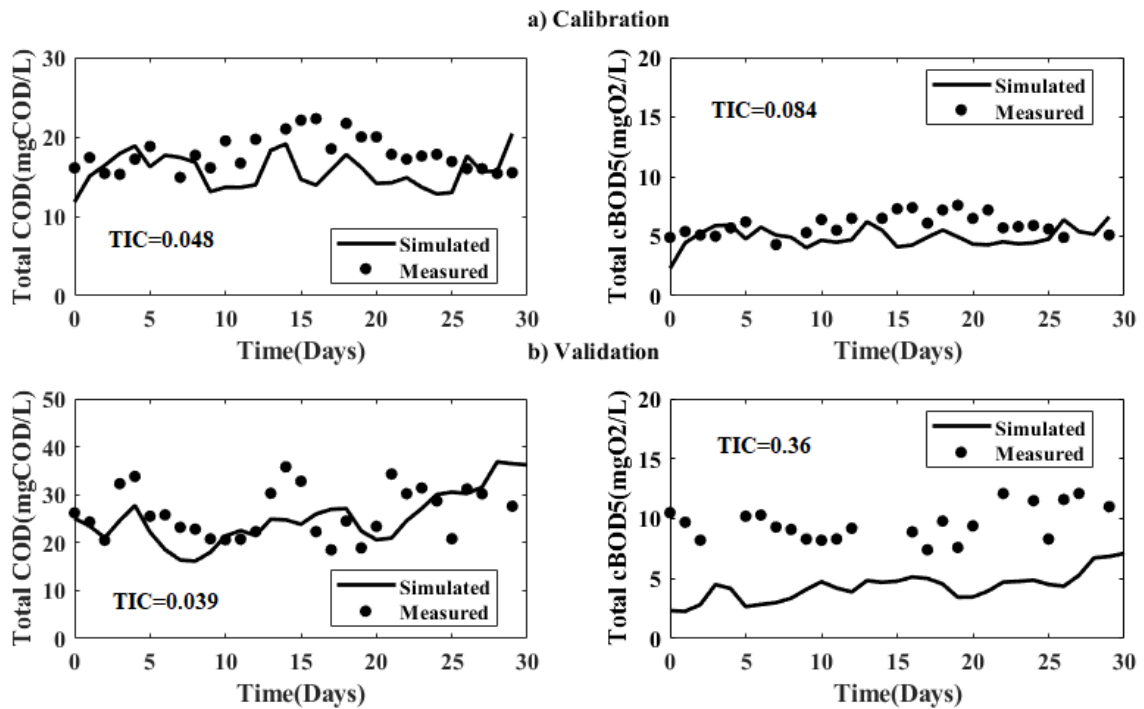 a) Calibration
Total COD(mgCOD/L)
30
20
10
0
TIC=0.048
Simulated
Measured
0 5 10 15 20 25 30
Time(Days)
Total cBOD5(mgO2/L)
20
15
10
5
0
TIC=0.084
Simulated
Measured
0 5 10 15 20 25 30
Time(Days)
b) Validation
Total COD(mgCOD/L)
50
40
30
20
10
0
TIC=0.039
Simulated
Measured
0 5 10 15 20 25 30
Time(Days)
Total cBOD5(mgO2/L)
20
15
10
5
0
TIC=0.36
Simulated
Measured
0 5 10 15 20 25 30
Time(Days)